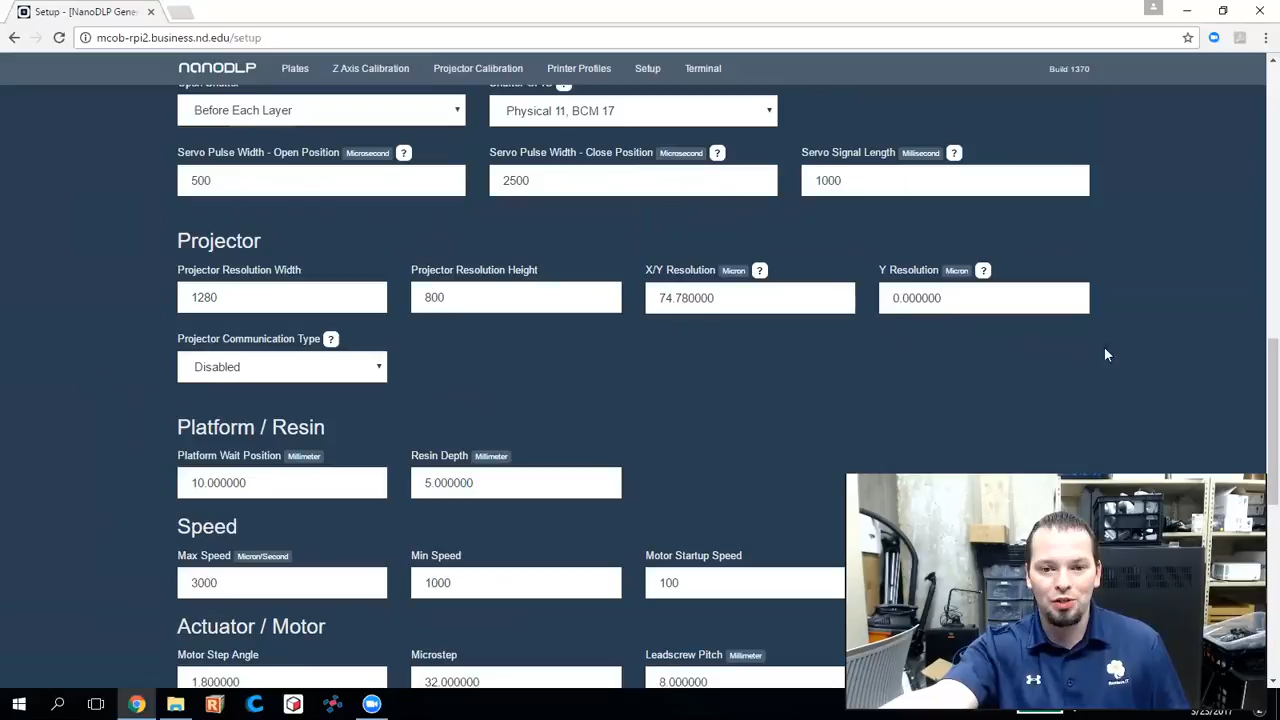 Setup - [NanoDLP Gene
mcob-rpi2.business.nd.edu/setup
nanoDLP Plates Z Axis Calibration Projector Calibration Printer Profiles Setup Terminal Build 1370
Before Each Layer Physical 11, BCM 17
Servo Pulse Width - Open Position Microsecond ? Servo Pulse Width - Close Position Microsecond ? Servo Signal Length Millisecond ?
500 2500 1000
Projector
Projector Resolution Width Projector Resolution Height X/Y Resolution Micron ? Y Resolution Micron ?
1280 800 74.780000 0.000000
Projector Communication Type ?
Disabled
Platform / Resin
Platform Wait Position Millimeter Resin Depth Millimeter
10.000000 5.000000
Speed
Max Speed Micron/Second Min Speed Motor Startup Speed
3000 1000 100
Actuator / Motor
Motor Step Angle Microstep Leadscrew Pitch Millimeter
1.800000 32.000000 8.000000